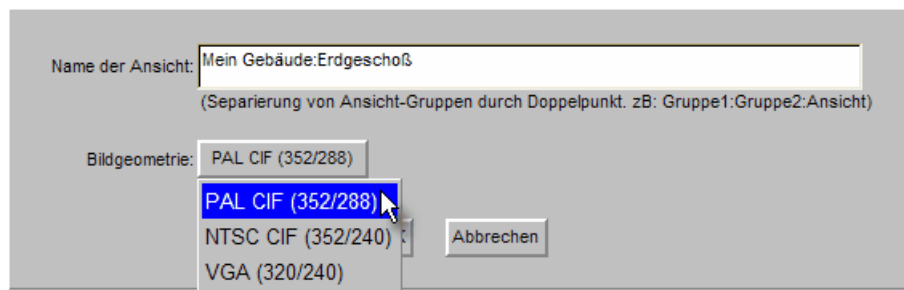 Name der Ansicht: Mein Gebäude:Erdgeschoß
(Separierung von Ansicht-Gruppen durch Doppelpunkt. zB: Gruppe1:Gruppe2:Ansicht)
Bildgeometrie: PAL CIF (352/288)
PAL CIF (352/288)
NTSC CIF (352/240)
Abbrechen
VGA (320/240)